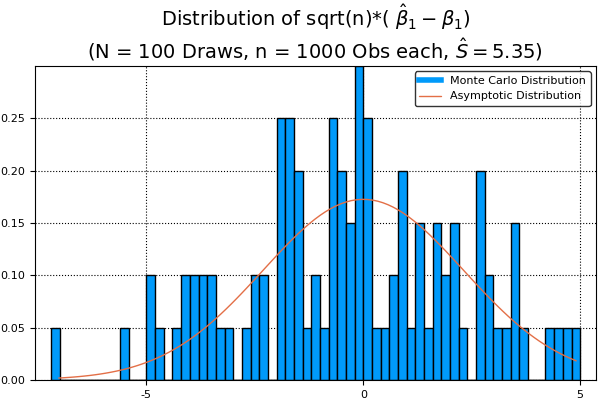 Distribution of sqrt(n)*( β̂₁ − β₁)
(N = 100 Draws, n = 1000 Obs each, Ŝ = 5.35)
Monte Carlo Distribution
Asymptotic Distribution
0.25
0.20
0.15
0.10
0.05
0.00
-5 0 5